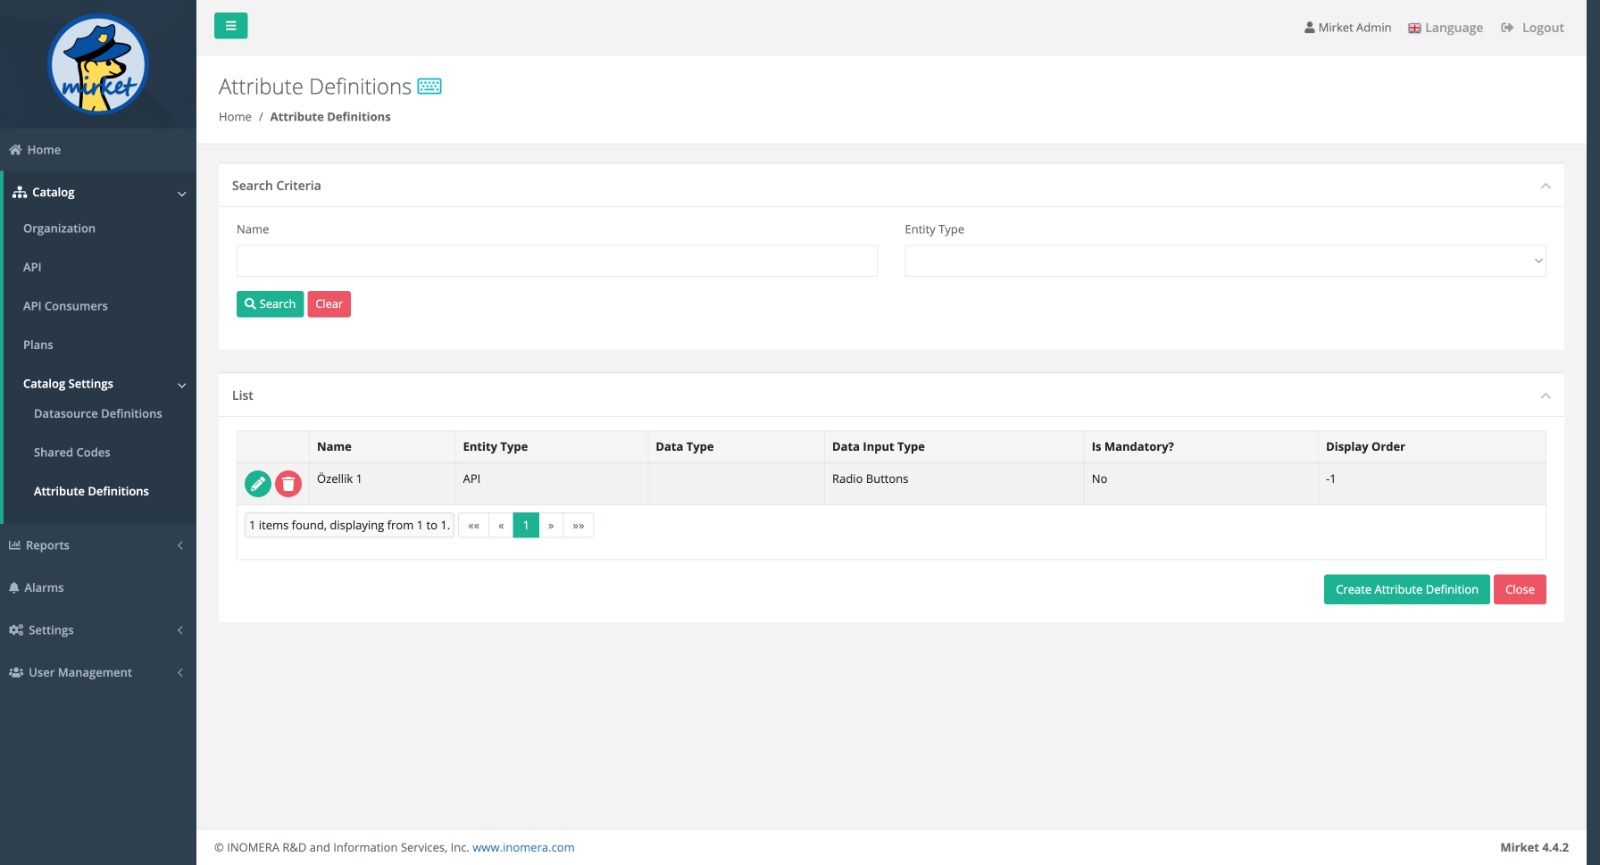 mirket
Mirket Admin
Language
Logout
Attribute Definitions
Home / Attribute Definitions
Home
Catalog
Organization
API
API Consumers
Plans
Catalog Settings
Datasource Definitions
Shared Codes
Attribute Definitions
Reports
Alarms
Settings
User Management
Search Criteria
Name
Entity Type
Search
Clear
List
Name Entity Type Data Type Data Input Type Is Mandatory? Display Order
Özellik 1 API Radio Buttons No -1
1 items found, displaying from 1 to 1. «« « 1 » »»
Create Attribute Definition
Close
© INOMERA R&D and Information Services, Inc. www.inomera.com
Mirket 4.4.2